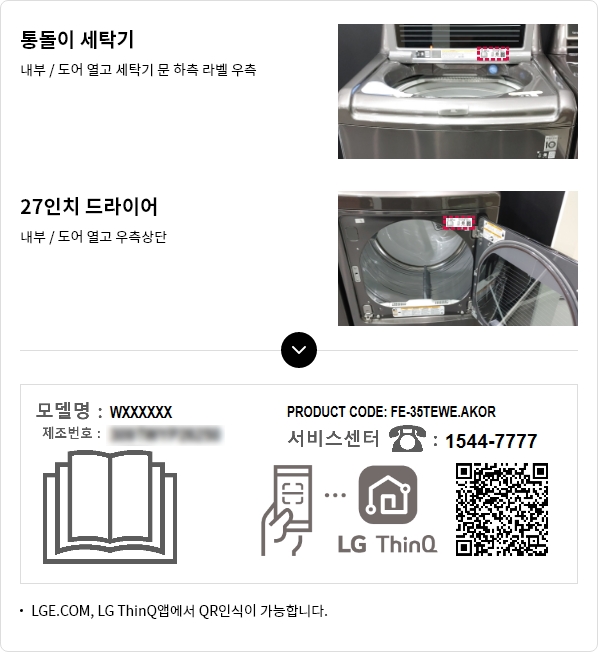 통돌이 세탁기
내부 / 도어 열고 세탁기 문 하측 라벨 우측
27인치 드라이어
내부 / 도어 열고 우측상단
모델명 : WXXXXXX
제조번호 :
PRODUCT CODE: FE-35TEWE.AKOR
서비스센터 : 1544-7777
LG ThinQ
• LGE.COM, LG ThinQ앱에서 QR인식이 가능합니다.